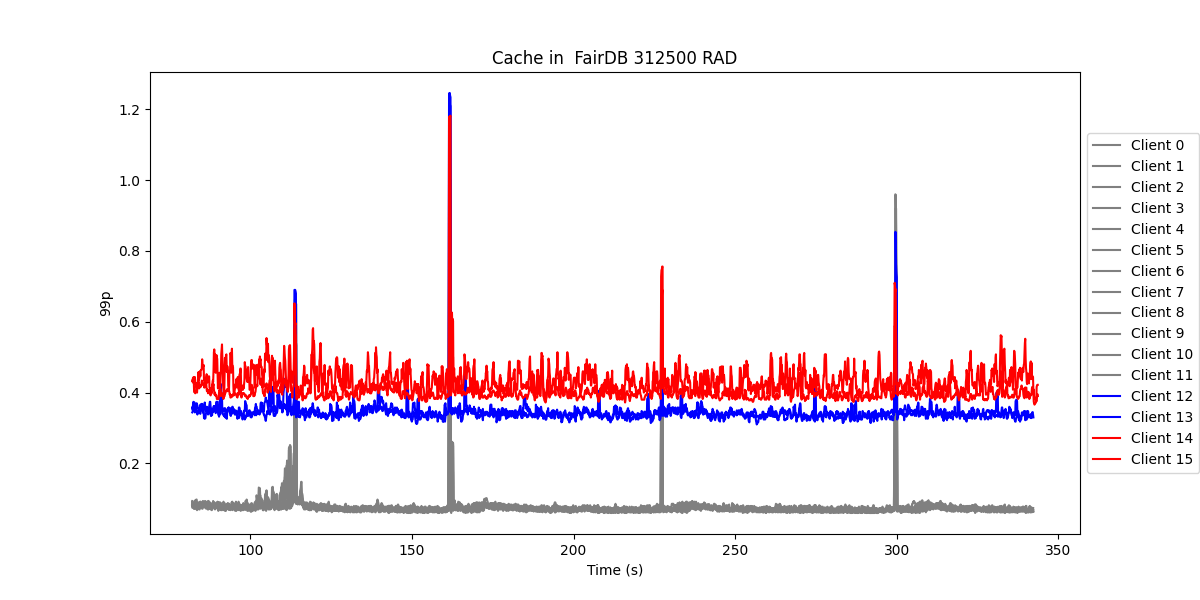 Cache in  FairDB 312500 RAD
99p
1.2
1.0
0.8
0.6
0.4
0.2
100
150
200
250
300
350
Time (s)
Client 0
Client 1
Client 2
Client 3
Client 4
Client 5
Client 6
Client 7
Client 8
Client 9
Client 10
Client 11
Client 12
Client 13
Client 14
Client 15